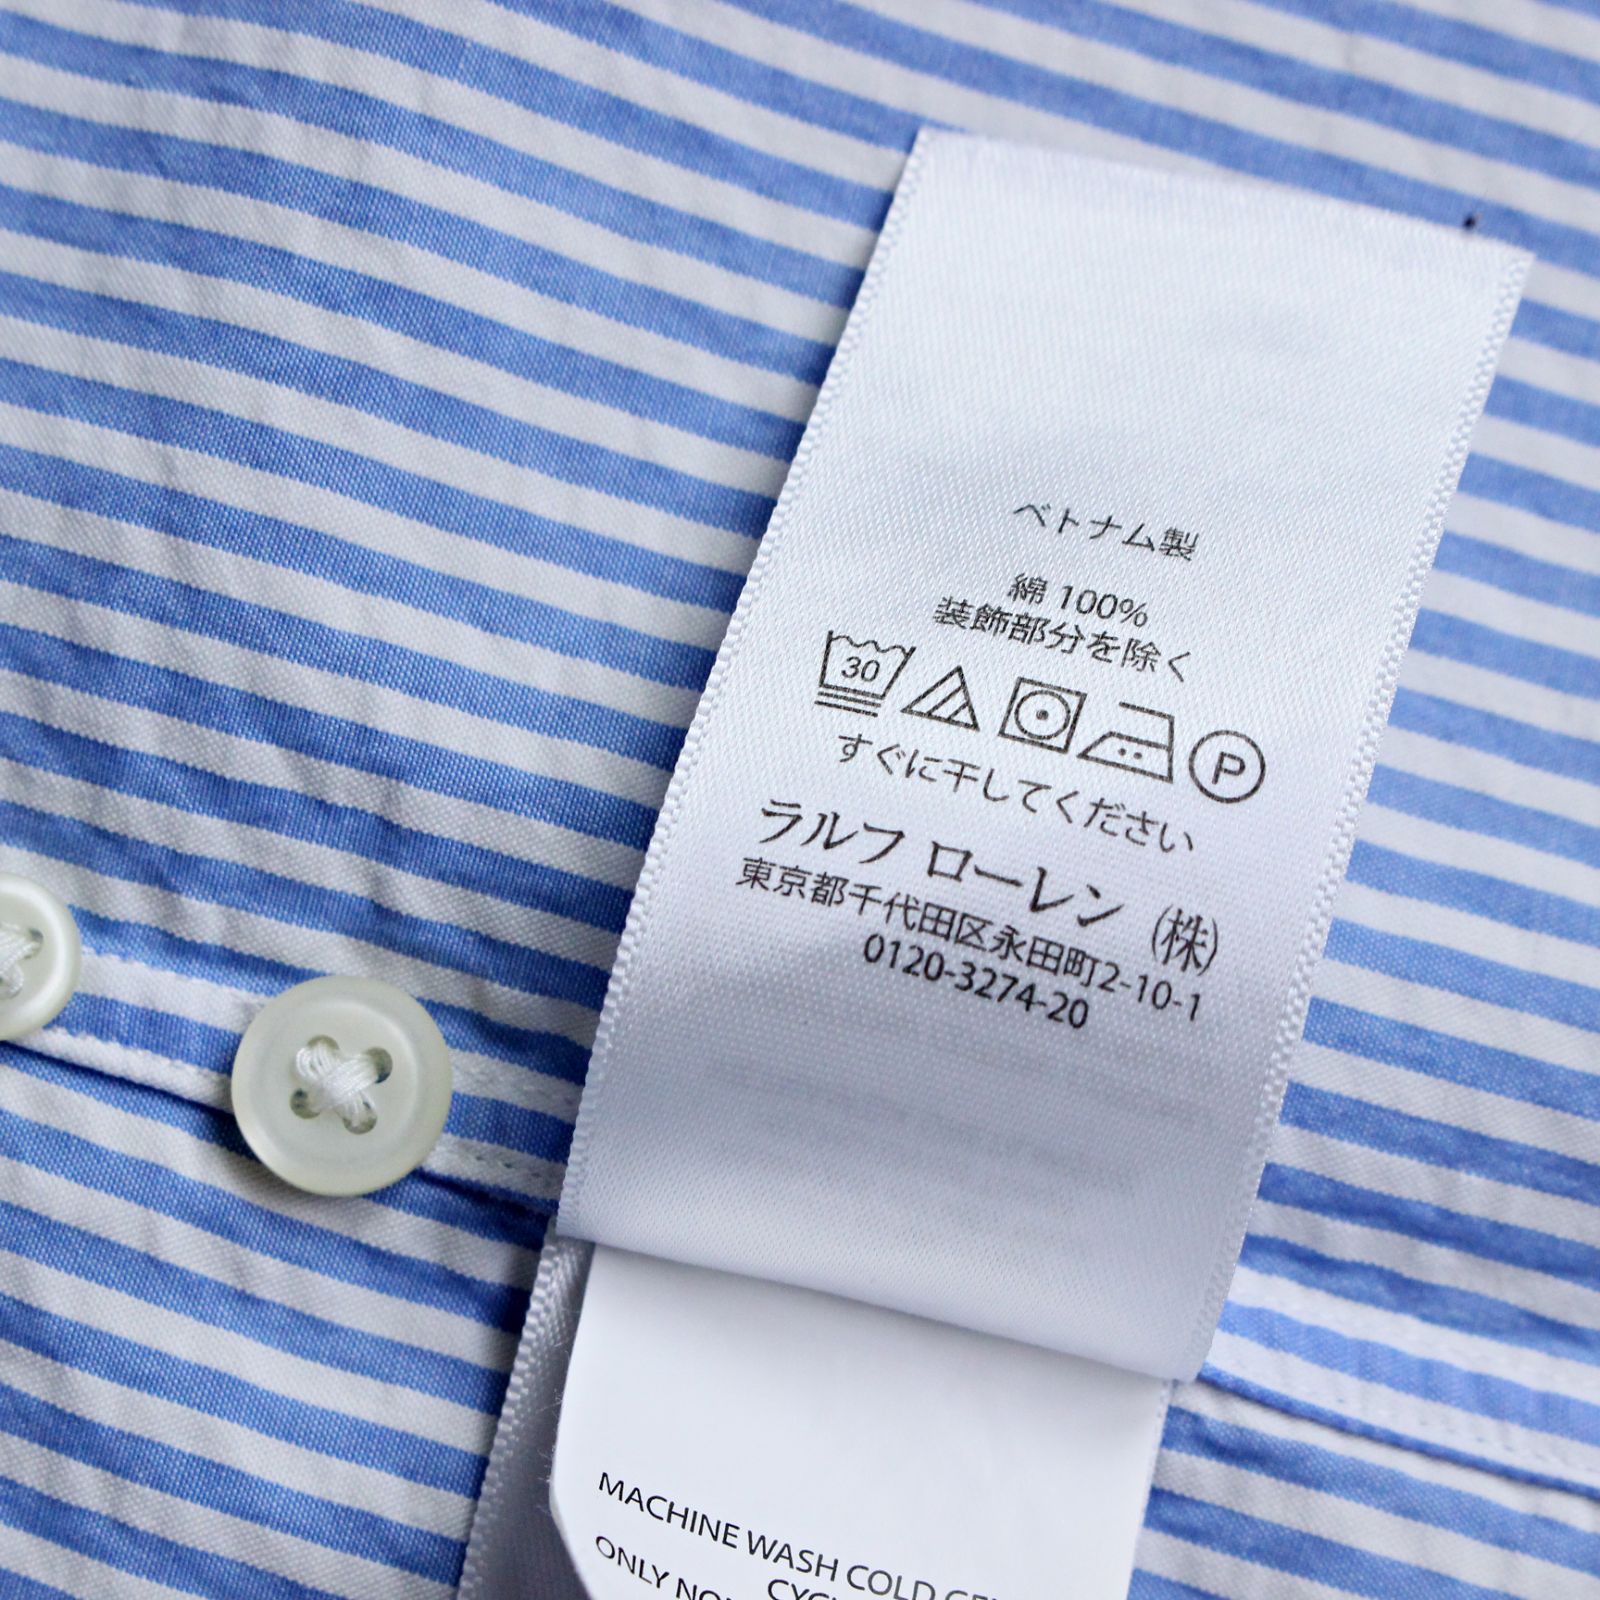 ベトナム製
綿 100%
装飾部分を除く
30 P
すぐに干してください
ラルフ ローレン (株)
東京都千代田区永田町2-10-1
0120-3274-20
MACHINE WASH COLD
ONLY